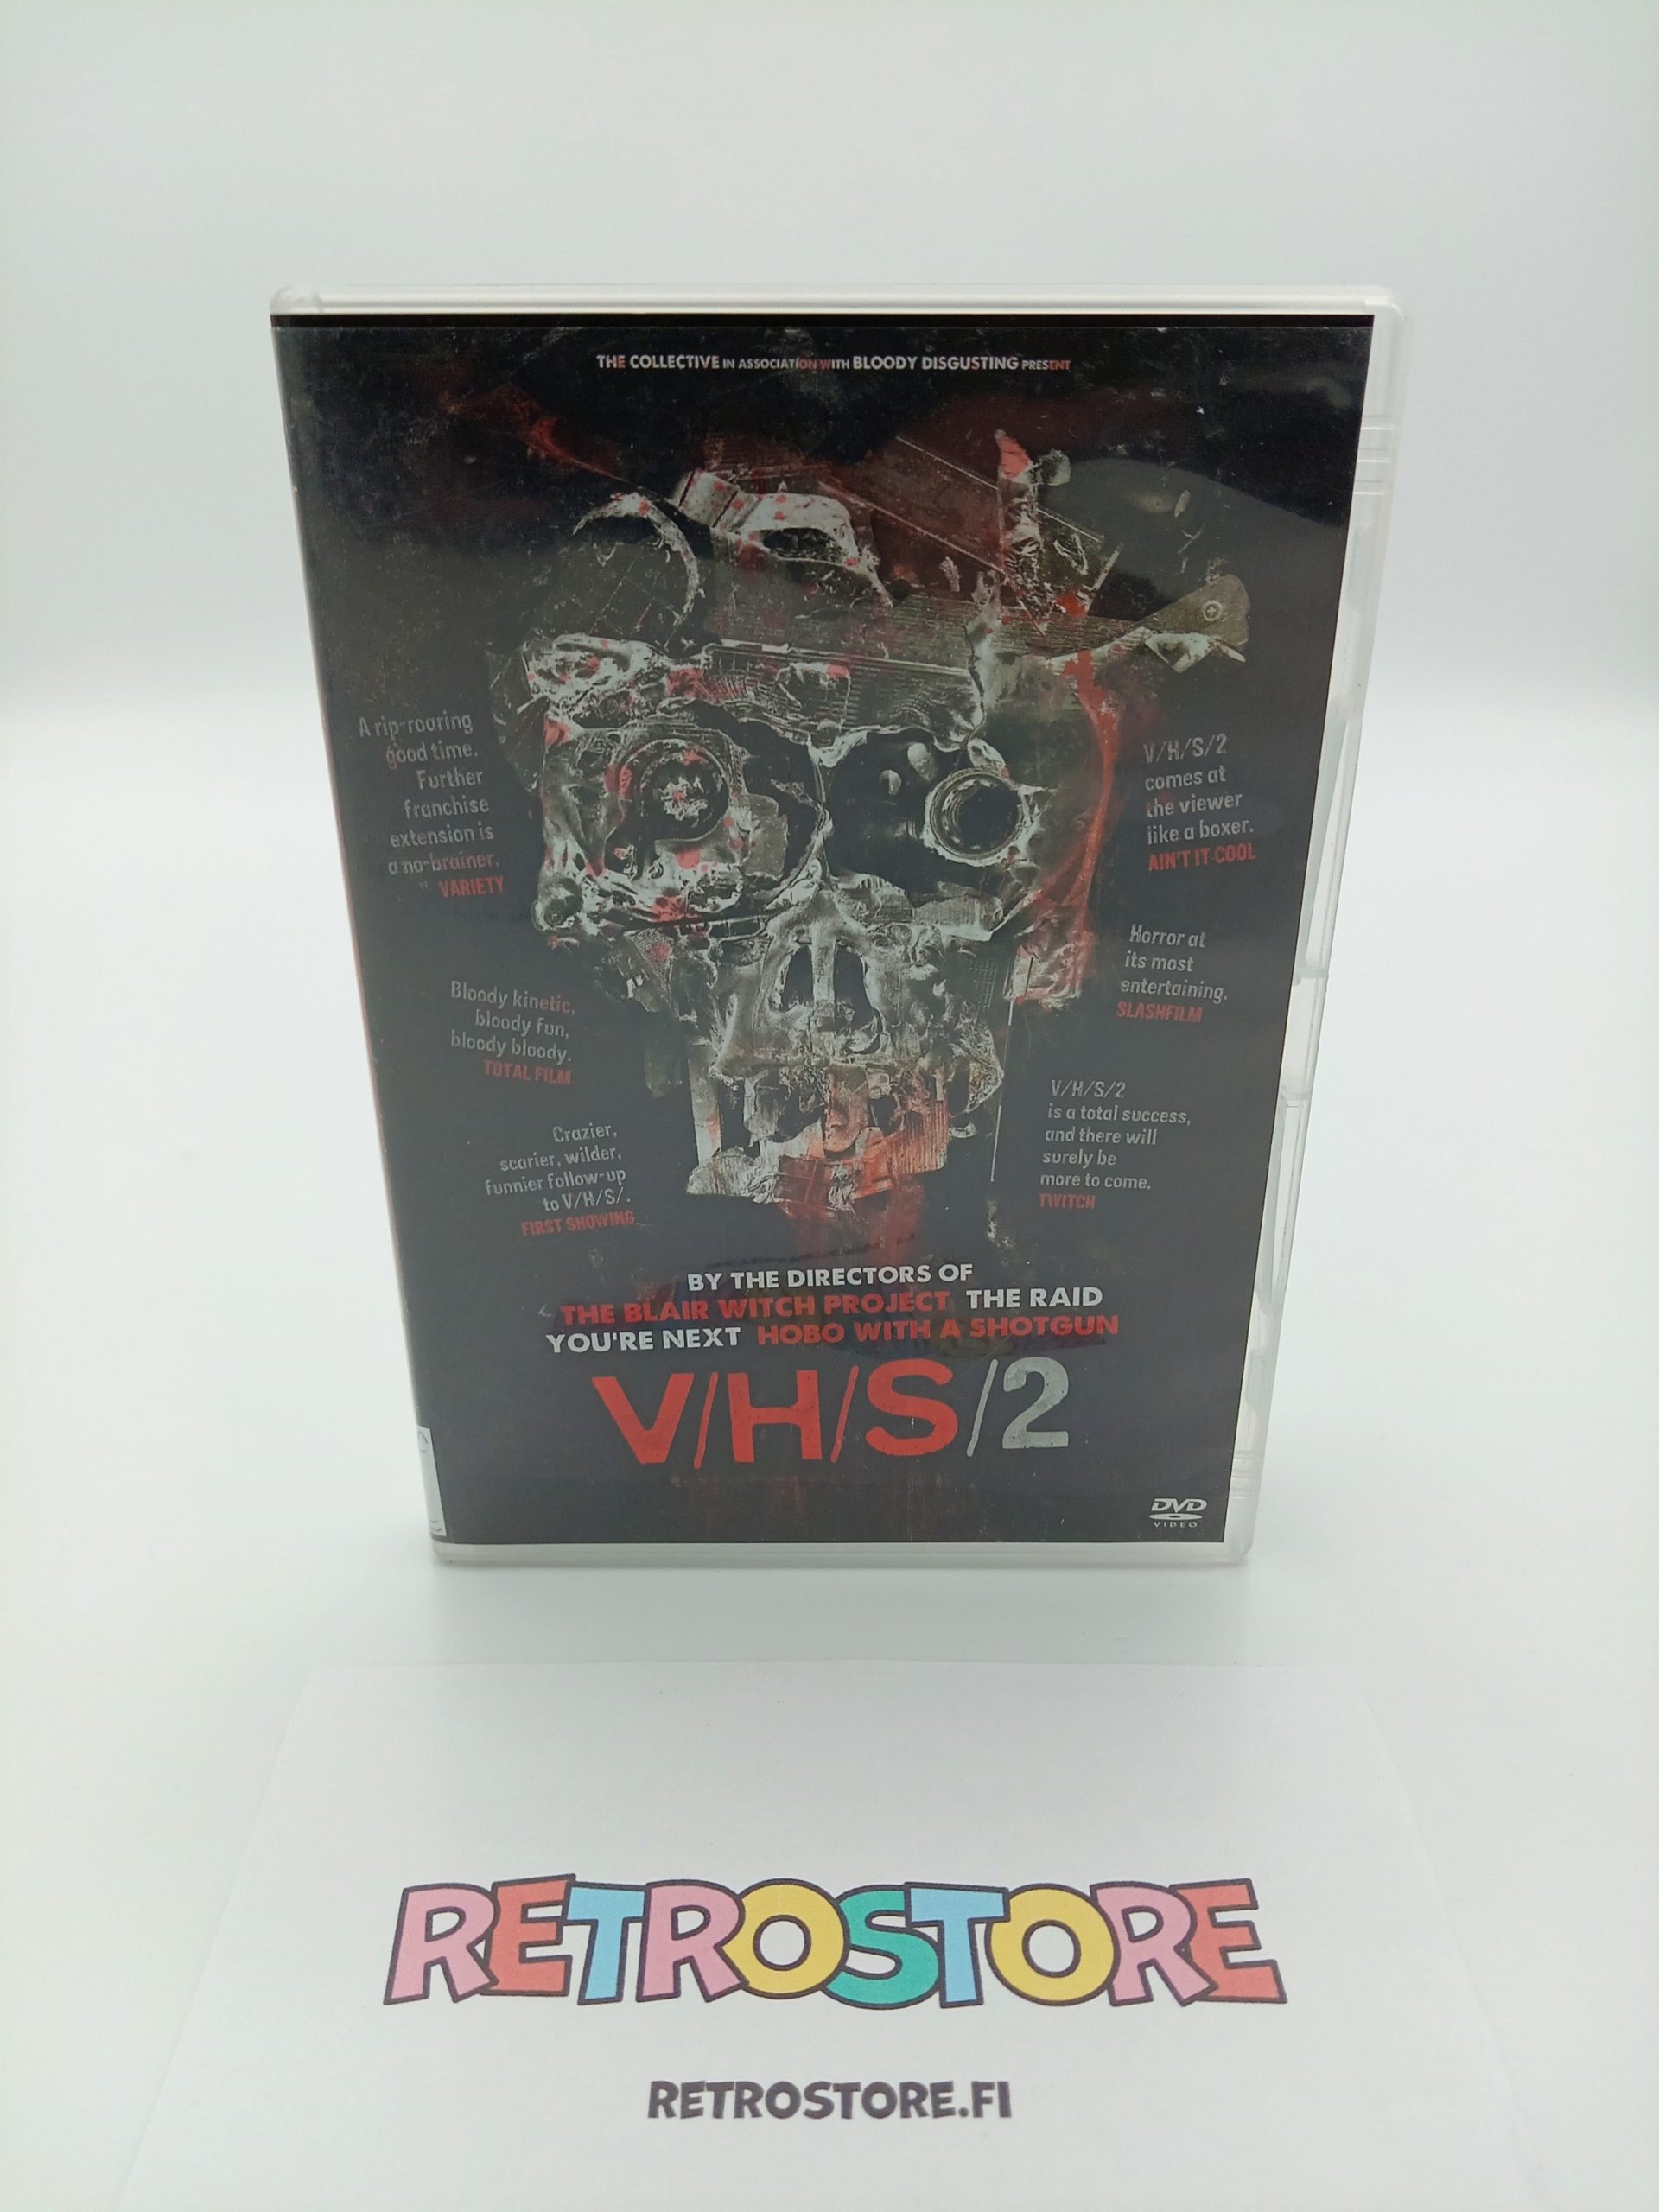 THE COLLECTIVE IN ASSOCIATION WITH BLOODY DISGUSTING PRESENT
A rip-roaring
good time.
Further
franchise
extension is
a no-brainer.
VARIETY
Bloody kinetic,
bloody fun,
bloody bloody.
TOTAL FILM
Crazier,
scarier, wilder,
funnier follow-up
to V/H/S/.
FIRST SHOWING
V/H/S/2
comes at
the viewer
like a boxer.
AIN'T IT COOL
Horror at
its most
entertaining.
SLASHFILM
V/H/S/2
is a total success,
and there will
surely be
more to come.
TWITCH
BY THE DIRECTORS OF
THE BLAIR WITCH PROJECT THE RAID
YOU'RE NEXT HOBO WITH A SHOTGUN
V/H/S/2
DVD
VIDEO
RETROSTORE
RETROSTORE.FI